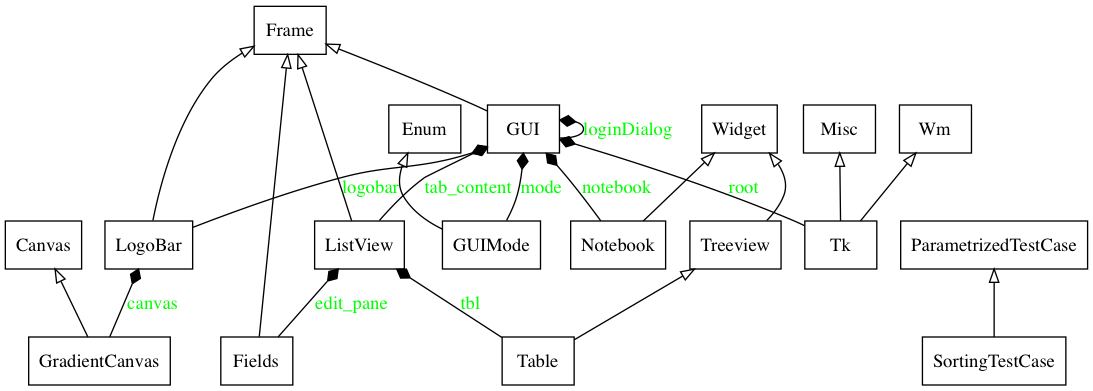 Frame
Enum
GUI
loginDialog
Widget
Misc
Wm
logobar
tab_content
mode
notebook
root
Canvas
LogoBar
ListView
GUIMode
Notebook
Treeview
Tk
ParametrizedTestCase
canvas
edit_pane
tbl
GradientCanvas
Fields
Table
SortingTestCase